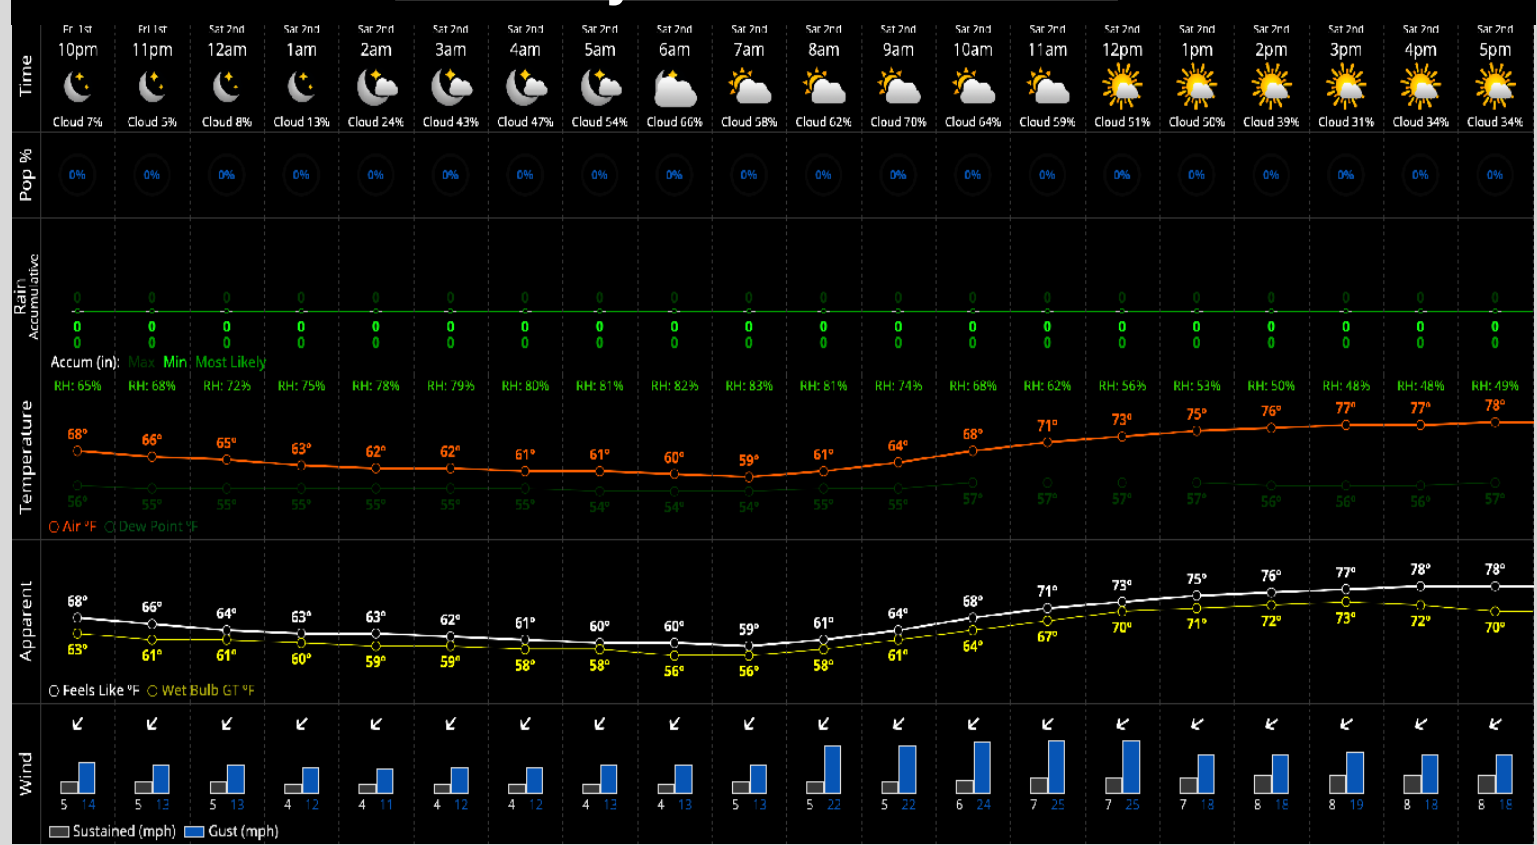 Fri 1st Fri 1st Sat 2nd Sat 2nd Sat 2nd Sat 2nd Sat 2nd Sat 2nd Sat 2nd Sat 2nd Sat 2nd Sat 2nd Sat 2nd Sat 2nd Sat 2nd Sat 2nd Sat 2nd Sat 2nd Sat 2nd Sat 2nd
Time
10pm 11pm 12am 1am 2am 3am 4am 5am 6am 7am 8am 9am 10am 11am 12pm 1pm 2pm 3pm 4pm 5pm
Cloud 7% Cloud 5% Cloud 8% Cloud 13% Cloud 24% Cloud 43% Cloud 47% Cloud 54% Cloud 66% Cloud 58% Cloud 62% Cloud 70% Cloud 64% Cloud 59% Cloud 51% Cloud 50% Cloud 39% Cloud 31% Cloud 34% Cloud 34%
Pop %
0% 0% 0% 0% 0% 0% 0% 0% 0% 0% 0% 0% 0% 0% 0% 0% 0% 0% 0% 0%
Rain
Accumulative
0 0 0 0 0 0 0 0 0 0 0 0 0 0 0 0 0 0 0 0
0 0 0 0 0 0 0 0 0 0 0 0 0 0 0 0 0 0 0 0
0 0 0 0 0 0 0 0 0 0 0 0 0 0 0 0 0 0 0 0
Accum (in): Max Min Most Likely
Temperature
RH: 65% RH: 68% RH: 72% RH: 75% RH: 78% RH: 79% RH: 80% RH: 81% RH: 82% RH: 83% RH: 81% RH: 74% RH: 68% RH: 62% RH: 56% RH: 53% RH: 50% RH: 48% RH: 48% RH: 49%
68° 66° 65° 63° 62° 62° 61° 61° 60° 59° 61° 64° 68° 71° 73° 75° 76° 77° 77° 78°
56° 55° 55° 55° 55° 55° 55° 54° 54° 54° 55° 55° 57° 57° 57° 57° 56° 56° 56° 57°
Air °F Dew Point °F
Apparent
68° 66° 64° 63° 63° 62° 61° 60° 60° 59° 61° 64° 68° 71° 73° 75° 76° 77° 78° 78°
63° 61° 61° 60° 59° 59° 58° 58° 56° 56° 58° 61° 64° 67° 70° 71° 72° 73° 72° 70°
Feels Like °F Wet Bulb GT °F
Wind
5 14 5 13 5 13 4 12 4 11 4 12 4 12 4 13 4 13 5 13 5 22 5 22 6 24 7 25 7 25 7 18 8 18 8 19 8 18 8 18
Sustained (mph) Gust (mph)